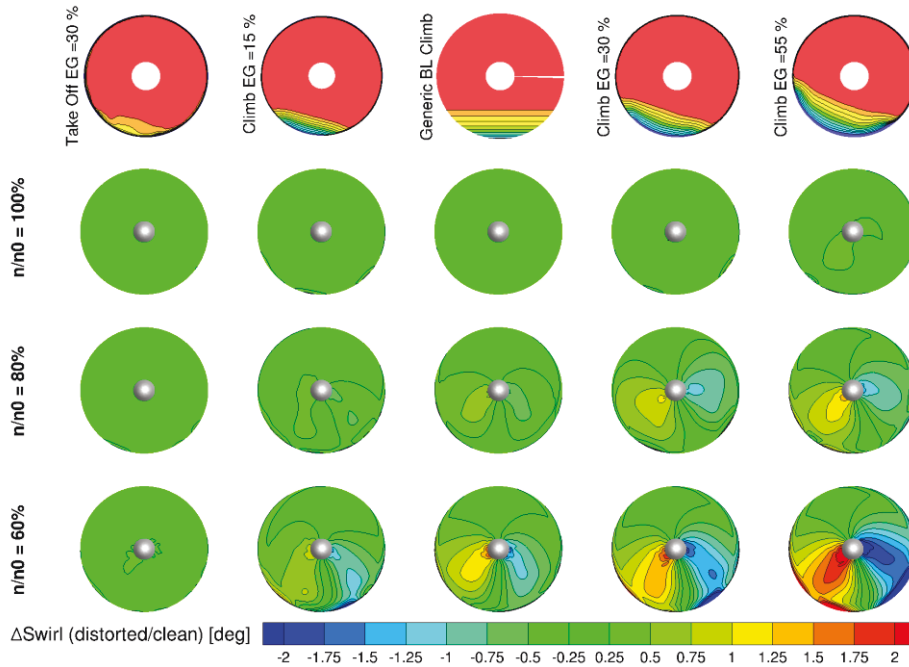 Take Off EG =30 %
Climb EG =15 %
Generic BL Climb
Climb EG =30 %
Climb EG =55 %
n/n0 = 100%
n/n0 = 80%
n/n0 = 60%
ΔSwirl (distorted/clean) [deg]
-2 -1.75 -1.5 -1.25 -1 -0.75 -0.5 -0.25 0.25 0.5 0.75 1 1.25 1.5 1.75 2